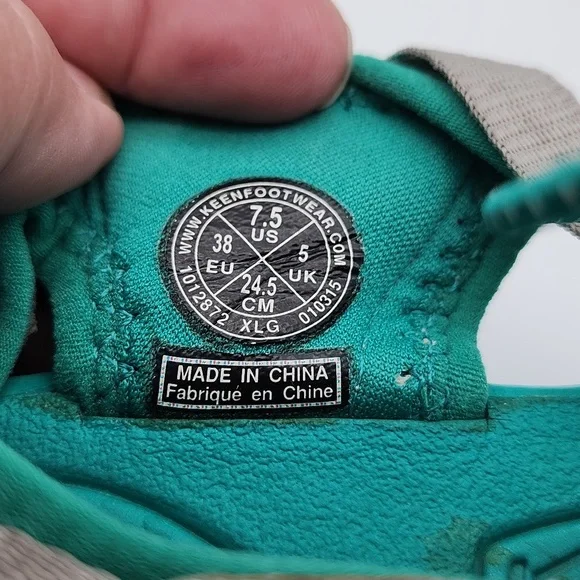 WWW.KEENFOOTWEAR.COM
7.5
US
38
EU
5
UK
24.5
CM
1012872 XLG 010315
MADE IN CHINA
Fabriqué en Chine